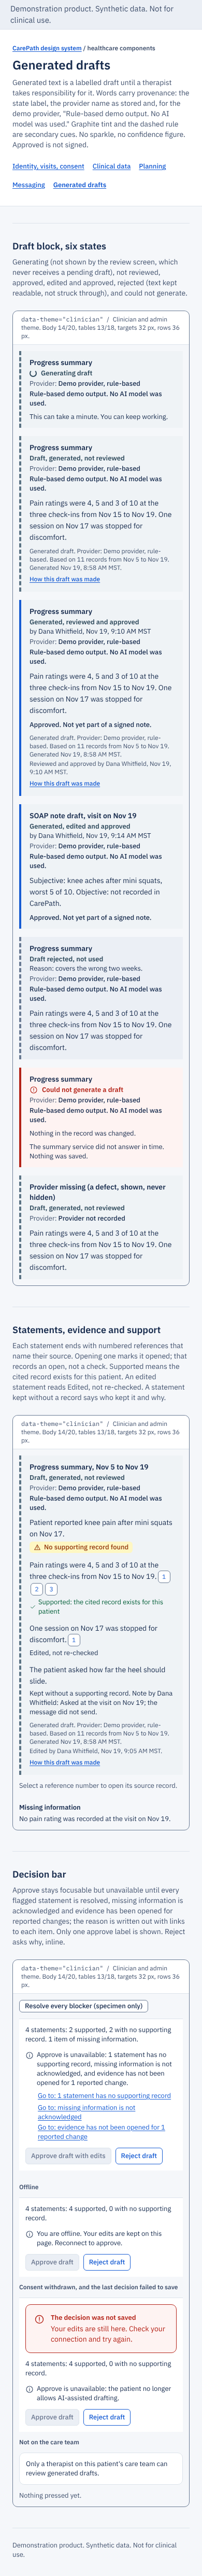 Demonstration product. Synthetic data. Not for
clinical use.
CarePath design system / healthcare components
Generated drafts
Generated text is a labelled draft until a therapist
takes responsibility for it. Words carry provenance: the
state label, the provider name as stored and, for the
demo provider, "Rule-based demo output. No AI
model was used." Graphite tint and the dashed rule
are secondary cues. No sparkle, no confidence figure.
Approved is not signed.
Identity, visits, consent Clinical data Planning
Messaging Generated drafts
Draft block, six states
Generating (not shown by the review screen, which
never receives a pending draft), not reviewed,
approved, edited and approved, rejected (text kept
readable, not struck through), and could not generate.
data-theme="clinician" / Clinician and admin
theme. Body 14/20, tables 13/18, targets 32 px, rows 36
px.
Progress summary
Generating draft
Provider: Demo provider, rule-based
Rule-based demo output. No AI model was
used.
This can take a minute. You can keep working.
Progress summary
Draft, generated, not reviewed
Provider: Demo provider, rule-based
Rule-based demo output. No AI model was
used.
Pain ratings were 4, 5 and 3 of 10 at the
three check-ins from Nov 15 to Nov 19. One
session on Nov 17 was stopped for
discomfort.
Generated draft. Provider: Demo provider, rule-
based. Based on 11 records from Nov 5 to Nov 19.
Generated Nov 19, 8:58 AM MST.
How this draft was made
Progress summary
Generated, reviewed and approved
by Dana Whitfield, Nov 19, 9:10 AM MST
Provider: Demo provider, rule-based
Rule-based demo output. No AI model was
used.
Pain ratings were 4, 5 and 3 of 10 at the
three check-ins from Nov 15 to Nov 19. One
session on Nov 17 was stopped for
discomfort.
Approved. Not yet part of a signed note.
Generated draft. Provider: Demo provider, rule-
based. Based on 11 records from Nov 5 to Nov 19.
Generated Nov 19, 8:58 AM MST.
Reviewed and approved by Dana Whitfield, Nov 19,
9:10 AM MST.
How this draft was made
SOAP note draft, visit on Nov 19
Generated, edited and approved
by Dana Whitfield, Nov 19, 9:14 AM MST
Provider: Demo provider, rule-based
Rule-based demo output. No AI model was
used.
Subjective: knee aches after mini squats,
worst 5 of 10. Objective: not recorded in
CarePath.
Approved. Not yet part of a signed note.
Progress summary
Draft rejected, not used
Reason: covers the wrong two weeks.
Provider: Demo provider, rule-based
Rule-based demo output. No AI model was
used.
Pain ratings were 4, 5 and 3 of 10 at the
three check-ins from Nov 15 to Nov 19. One
session on Nov 17 was stopped for
discomfort.
Progress summary
Could not generate a draft
Provider: Demo provider, rule-based
Rule-based demo output. No AI model was
used.
Nothing in the record was changed.
The summary service did not answer in time.
Nothing was saved.
Provider missing (a defect, shown, never
hidden)
Draft, generated, not reviewed
Provider: Provider not recorded
Pain ratings were 4, 5 and 3 of 10 at the
three check-ins from Nov 15 to Nov 19. One
session on Nov 17 was stopped for
discomfort.
Statements, evidence and support
Each statement ends with numbered references that
name their source. Opening one marks it opened; that
records an open, not a check. Supported means the
cited record exists for this patient. An edited
statement reads Edited, not re-checked. A statement
kept without a record says who kept it and why.
data-theme="clinician" / Clinician and admin
theme. Body 14/20, tables 13/18, targets 32 px, rows 36
px.
Progress summary, Nov 5 to Nov 19
Draft, generated, not reviewed
Provider: Demo provider, rule-based
Rule-based demo output. No AI model was
used.
Patient reported knee pain after mini squats
on Nov 17.
No supporting record found
Pain ratings were 4, 5 and 3 of 10 at the
three check-ins from Nov 15 to Nov 19. 1
2 3
Supported: the cited record exists for this
patient
One session on Nov 17 was stopped for
discomfort. 1
Edited, not re-checked
The patient asked how far the heel should
slide.
Kept without a supporting record. Note by Dana
Whitfield: Asked at the visit on Nov 19; the
message did not send.
Generated draft. Provider: Demo provider, rule-
based. Based on 11 records from Nov 5 to Nov 19.
Generated Nov 19, 8:58 AM MST.
Edited by Dana Whitfield, Nov 19, 9:05 AM MST.
How this draft was made
Select a reference number to open its source record.
Missing information
No pain rating was recorded at the visit on Nov 19.
Decision bar
Approve stays focusable but unavailable until every
flagged statement is resolved, missing information is
acknowledged and evidence has been opened for
reported changes; the reason is written out with links
to each item. Only one approve label is shown. Reject
asks why, inline.
data-theme="clinician" / Clinician and admin
theme. Body 14/20, tables 13/18, targets 32 px, rows 36
px.
Resolve every blocker (specimen only)
4 statements: 2 supported, 2 with no supporting
record. 1 item of missing information.
Approve is unavailable: 1 statement has no
supporting record, missing information is not
acknowledged, and evidence has not been
opened for 1 reported change.
Go to: 1 statement has no supporting record
Go to: missing information is not
acknowledged
Go to: evidence has not been opened for 1
reported change
Approve draft with edits Reject draft
Offline
4 statements: 4 supported, 0 with no supporting
record.
You are offline. Your edits are kept on this
page. Reconnect to approve.
Approve draft Reject draft
Consent withdrawn, and the last decision failed to save
The decision was not saved
Your edits are still here. Check your
connection and try again.
4 statements: 4 supported, 0 with no supporting
record.
Approve is unavailable: the patient no longer
allows AI-assisted drafting.
Approve draft Reject draft
Not on the care team
Only a therapist on this patient's care team can
review generated drafts.
Nothing pressed yet.
Demonstration product. Synthetic data. Not for clinical
use.